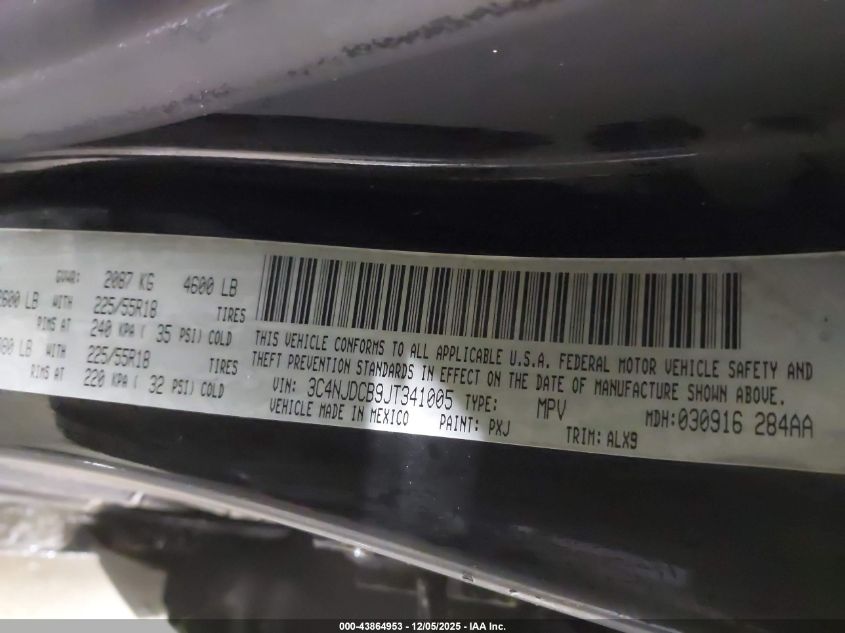 GVWR: 2087 KG 4600 LB
2600 LB WITH 225/55R18 TIRES
RIMS AT 240 KPA ( 35 PSI) COLD
LB WITH 225/55R18 TIRES
RIMS AT 220 KPA ( 32 PSI) COLD
THIS VEHICLE CONFORMS TO ALL APPLICABLE U.S.A. FEDERAL MOTOR VEHICLE SAFETY AND
THEFT PREVENTION STANDARDS IN EFFECT ON THE DATE OF MANUFACTURE SHOWN ABOVE.
VIN: 3C4NJDCB9JT341005 TYPE: MPV MDH:030916 284AA
VEHICLE MADE IN MEXICO PAINT: PXJ TRIM: ALX9
000-43864953 - 12/05/2025 - IAA Inc.